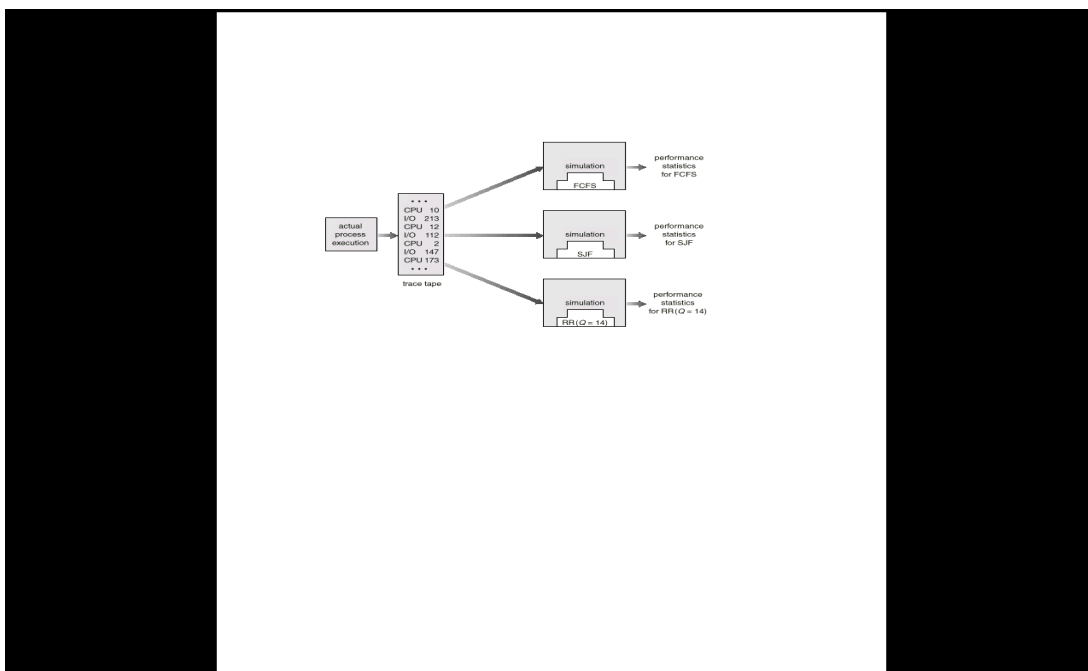 actual
process
execution
• • •
CPU 10
I/O 213
CPU 12
I/O 112
CPU 2
I/O 147
CPU 173
• • •
trace tape
simulation
FCFS
performance
statistics
for FCFS
simulation
SJF
performance
statistics
for SJF
simulation
RR(Q = 14)
performance
statistics
for RR(Q = 14)